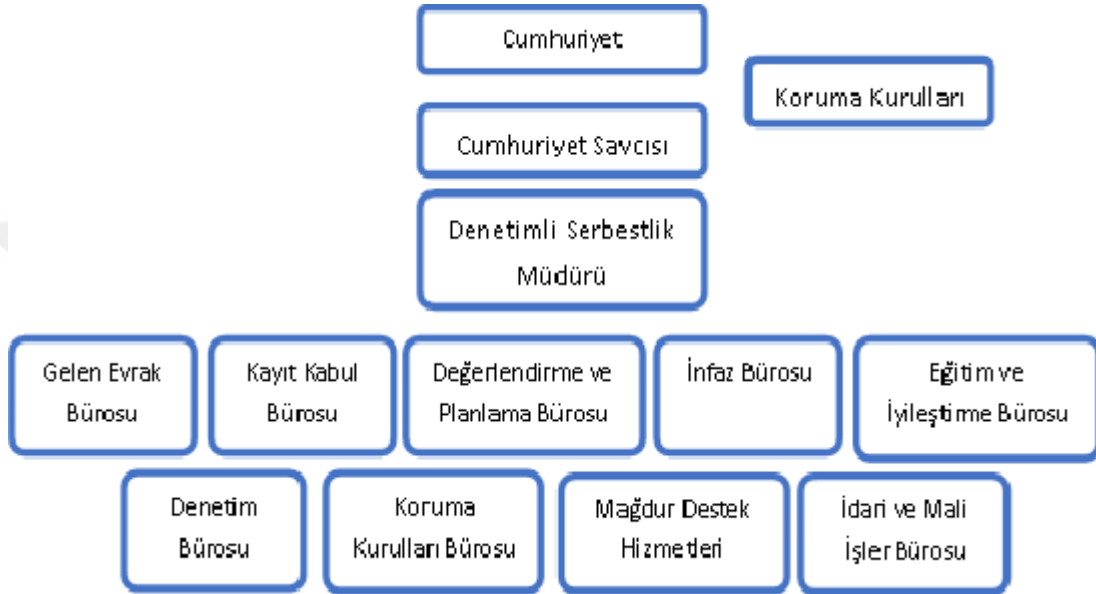 Cumhuriyet
Koruma Kurulları
Cumhuriyet Savcısı
Denetimli Serbestlik
Müdürü
Gelen Evrak
Bürosu
Kayıt Kabul
Bürosu
Değerlendirme ve
Planlama Bürosu
İnfaz Bürosu
Eğitim ve
İyileştirme Bürosu
Denetim
Bürosu
Koruma
Kurulları Bürosu
Mağdur Destek
Hizmetleri
İdari ve Mali
İşler Bürosu